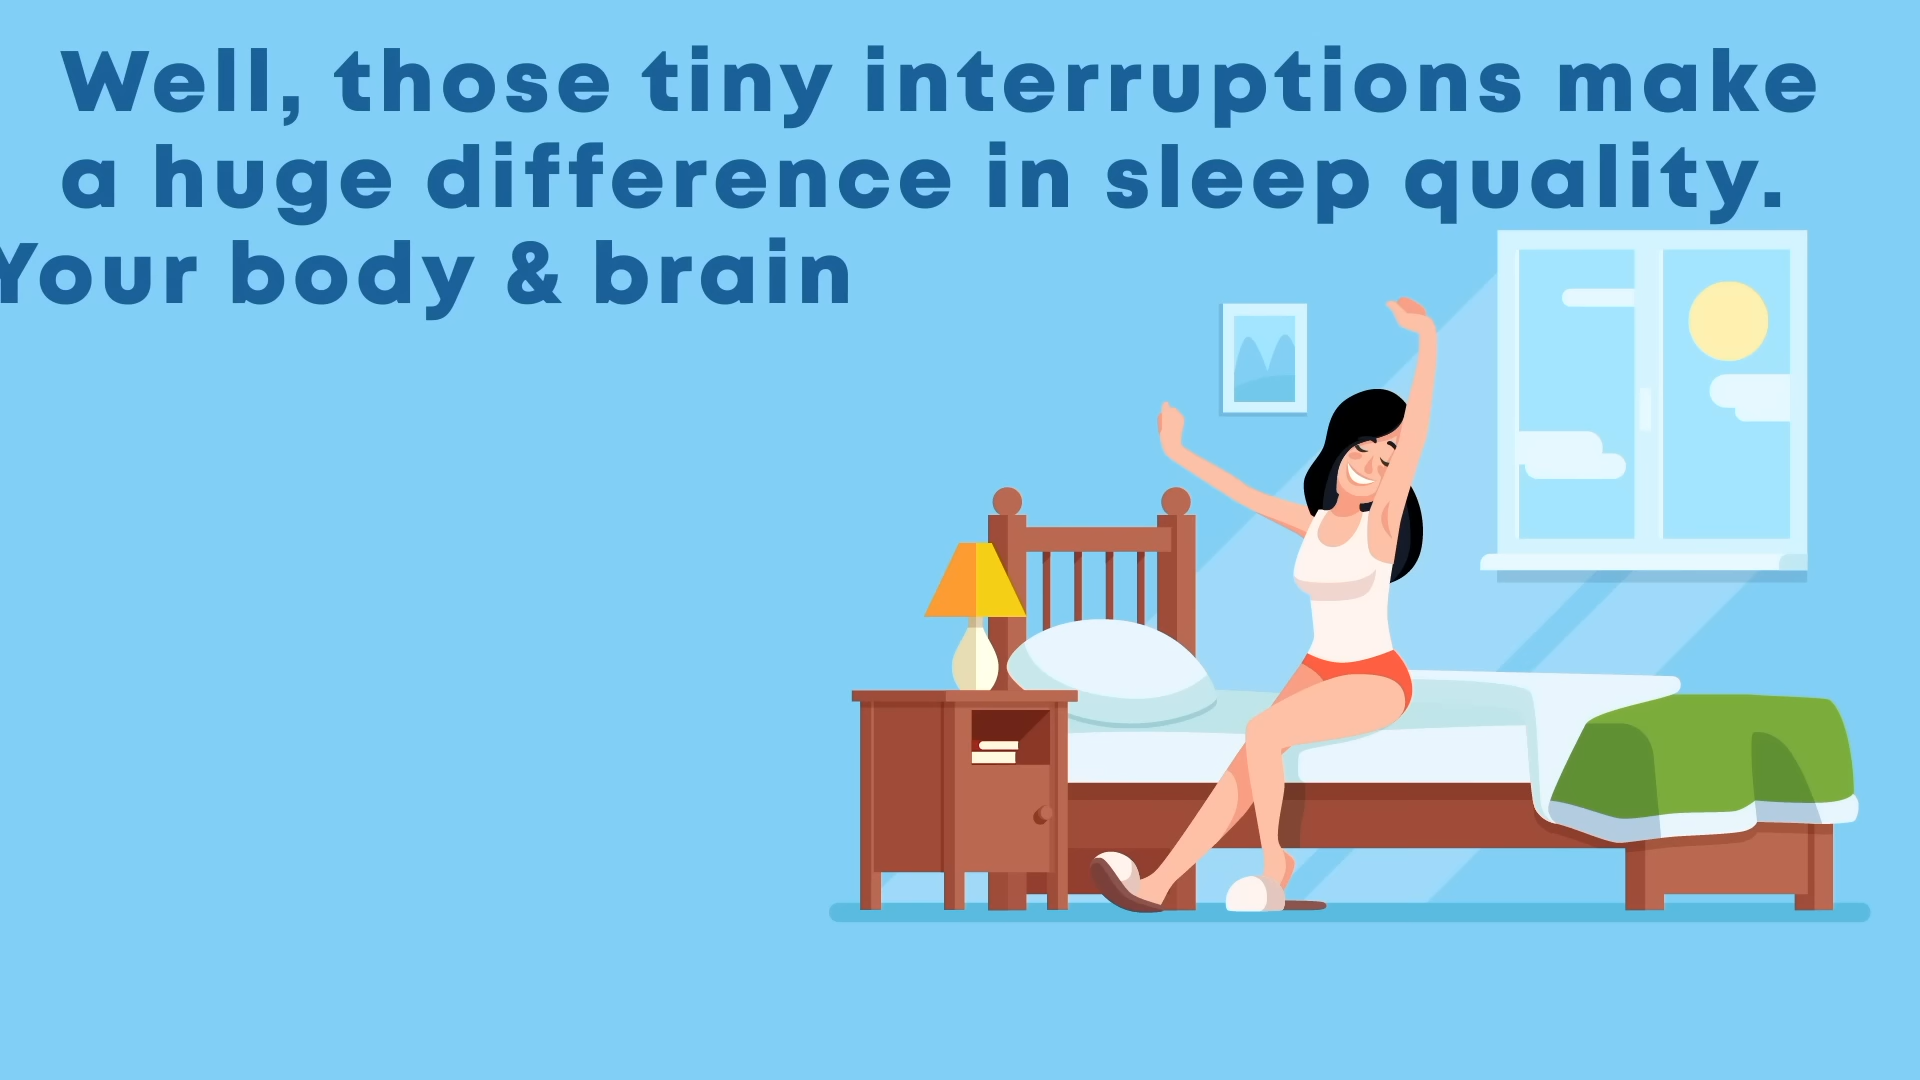 Well, those tiny interruptions make
a huge difference in sleep quality.
Your body & brain